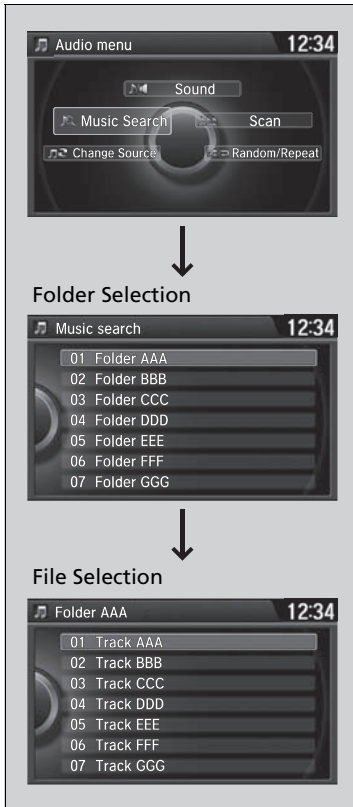 Audio menu 12:34
Sound
Music Search Scan
Change Source Random/Repeat
Folder Selection
Music search 12:34
01 Folder AAA
02 Folder BBB
03 Folder CCC
04 Folder DDD
05 Folder EEE
06 Folder FFF
07 Folder GGG
File Selection
Folder AAA 12:34
01 Track AAA
02 Track BBB
03 Track CCC
04 Track DDD
05 Track EEE
06 Track FFF
07 Track GGG